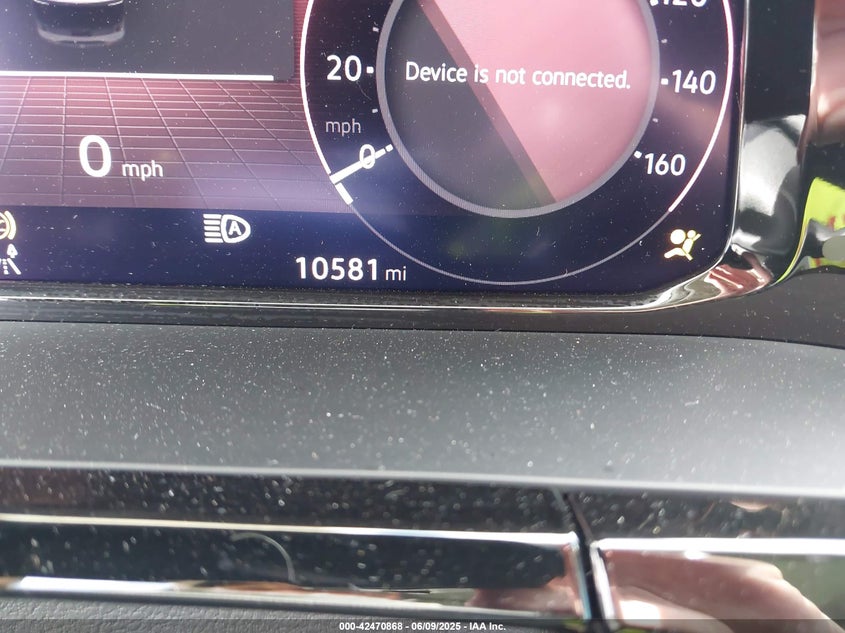 120
20
Device is not connected.
140
mph
0
0 mph
160
A
10581 mi
000-42470868 - 06/09/2025 - IAA Inc.